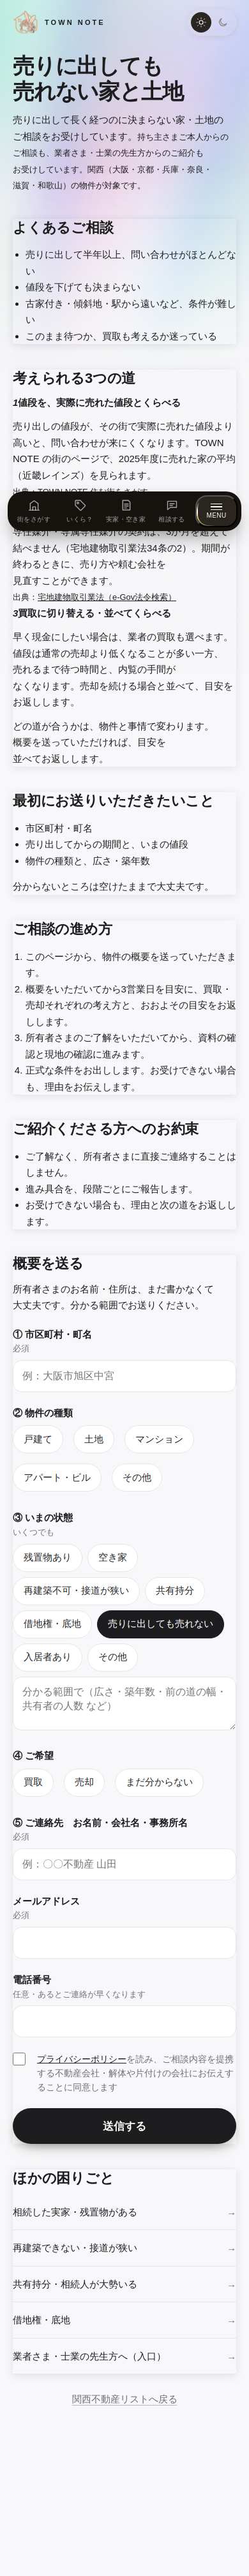 TOWN NOTE
売りに出しても
売れない家と土地
売りに出して長く経つのに決まらない家・土地の
ご相談をお受けしています。持ち主さまご本人からの
ご相談も、業者さま・士業の先生方からのご紹介も
お受けしています。関西（大阪・京都・兵庫・奈良・
滋賀・和歌山）の物件が対象です。
よくあるご相談
売りに出して半年以上、問い合わせがほとんどな
い
値段を下げても決まらない
古家付き・傾斜地・駅から遠いなど、条件が難し
い
このまま待つか、買取も考えるか迷っている
考えられる3つの道
1値段を、実際に売れた値段とくらべる
売り出しの値段が、その街で実際に売れた値段より
高いと、問い合わせが来にくくなります。TOWN
NOTE の街のページで、2025年度に売れた家の平均
（近畿レインズ）を見られます。
街をさがす
いくら？
実家・空き家
相談する
MENU
結べません（宅地建物取引業法34条の2）。期間が
終わるときに、売り方や頼む会社を
見直すことができます。
出典：宅地建物取引業法（e-Gov法令検索）
3買取に切り替える・並べてくらべる
早く現金にしたい場合は、業者の買取も選べます。
値段は通常の売却より低くなることが多い一方、
売れるまで待つ時間と、内覧の手間が
なくなります。売却を続ける場合と並べて、目安を
お返しします。
どの道が合うかは、物件と事情で変わります。
概要を送っていただければ、目安を
並べてお返しします。
最初にお送りいただきたいこと
市区町村・町名
売り出してからの期間と、いまの値段
物件の種類と、広さ・築年数
分からないところは空けたままで大丈夫です。
ご相談の進め方
1. このページから、物件の概要を送っていただきま
す。
2. 概要をいただいてから3営業日を目安に、買取・
売却それぞれの考え方と、おおよその目安をお返
しします。
3. 所有者さまのご了解をいただいてから、資料の確
認と現地の確認に進みます。
4. 正式な条件をお出しします。お受けできない場合
も、理由をお伝えします。
ご紹介くださる方へのお約束
ご了解なく、所有者さまに直接ご連絡することは
しません。
進み具合を、段階ごとにご報告します。
お受けできない場合も、理由と次の道をお返しし
ます。
概要を送る
所有者さまのお名前・住所は、まだ書かなくて
大丈夫です。分かる範囲でお送りください。
① 市区町村・町名
必須
例：大阪市旭区中宮
② 物件の種類
戸建て
土地
マンション
アパート・ビル
その他
③ いまの状態
いくつでも
残置物あり
空き家
再建築不可・接道が狭い
共有持分
借地権・底地
売りに出しても売れない
入居者あり
その他
分かる範囲で（広さ・築年数・前の道の幅・
共有者の人数 など）
④ ご希望
買取
売却
まだ分からない
⑤ ご連絡先　お名前・会社名・事務所名
必須
例：〇〇不動産 山田
メールアドレス
必須
電話番号
任意・あるとご連絡が早くなります
プライバシーポリシーを読み、ご相談内容を提携
する不動産会社・解体や片付けの会社にお伝えす
ることに同意します
送信する
ほかの困りごと
相続した実家・残置物がある →
再建築できない・接道が狭い →
共有持分・相続人が大勢いる →
借地権・底地 →
業者さま・士業の先生方へ（入口） →
関西不動産リストへ戻る